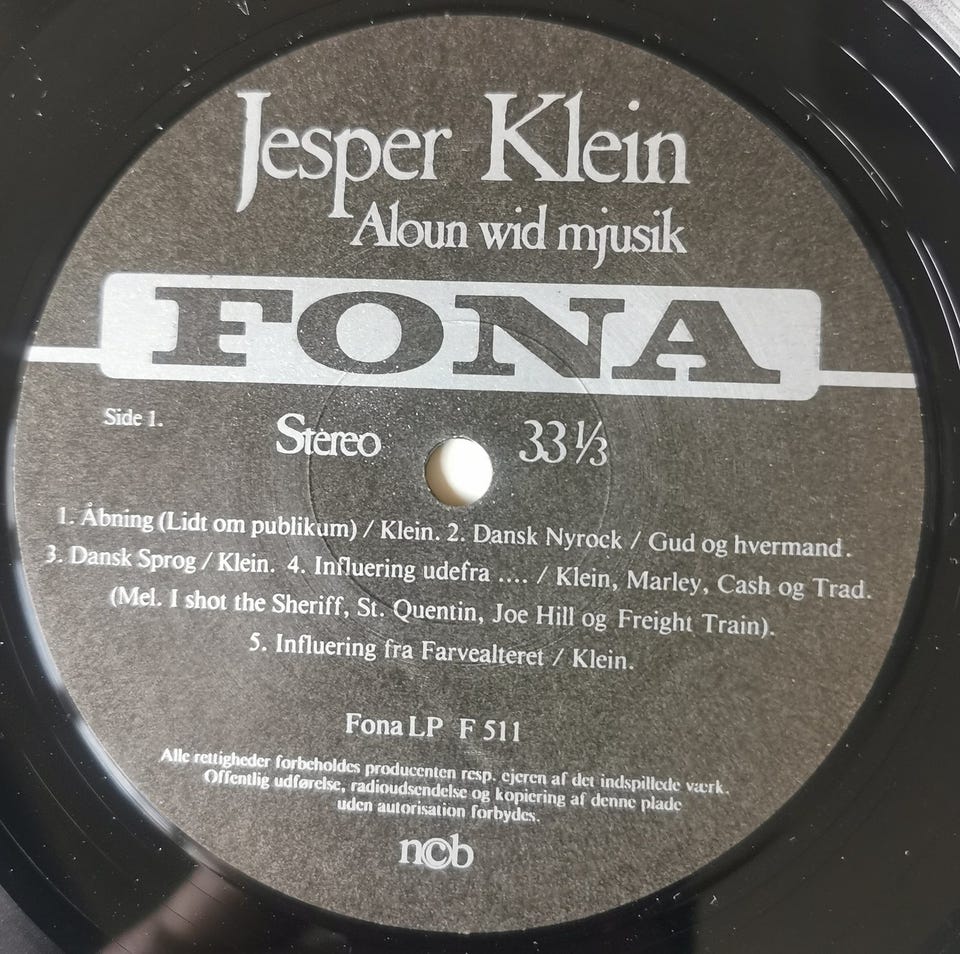 Jesper Klein
Aloun wid mjusik
FONA
Side 1.
Stereo 33 1/3
1. Åbning (Lidt om publikum) / Klein. 2. Dansk Nyrock / Gud og hvermand.
3. Dansk Sprog / Klein. 4. Influering udefra .... / Klein, Marley, Cash og Trad.
(Mel. I shot the Sheriff, St. Quentin, Joe Hill og Freight Train).
5. Influering fra Farvealteret / Klein.
Fona LP F 511
Alle rettigheder forbeholdes producenten resp. ejeren af det indspillede værk.
Offentlig udførelse, radioudsendelse og kopiering af denne plade
uden autorisation forbydes.
n©b